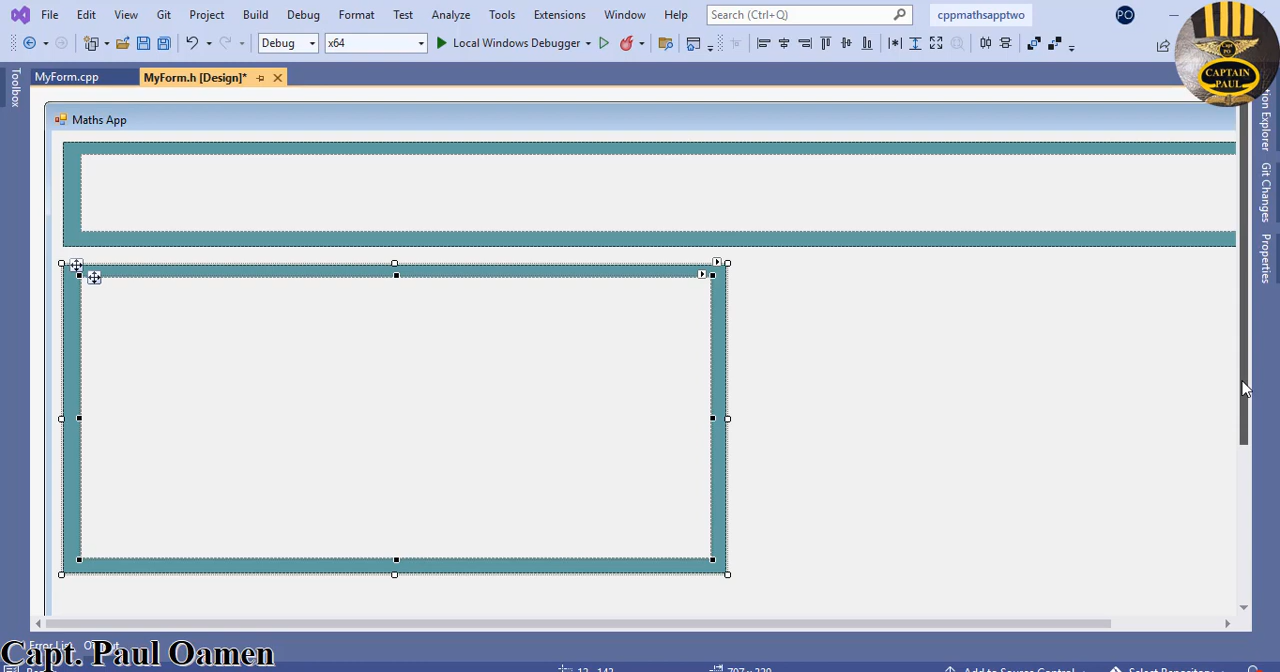 File Edit View Git Project Build Debug Format Test Analyze Tools Extensions Window Help Search (Ctrl+Q) cppmathsapptwo PO
Debug x64 Local Windows Debugger
Capt PO
CAPTAIN
PAUL
MyForm.cpp MyForm.h [Design]*
Toolbox
Maths App
Explorer
Git Changes
Properties
Capt. Paul Oamen